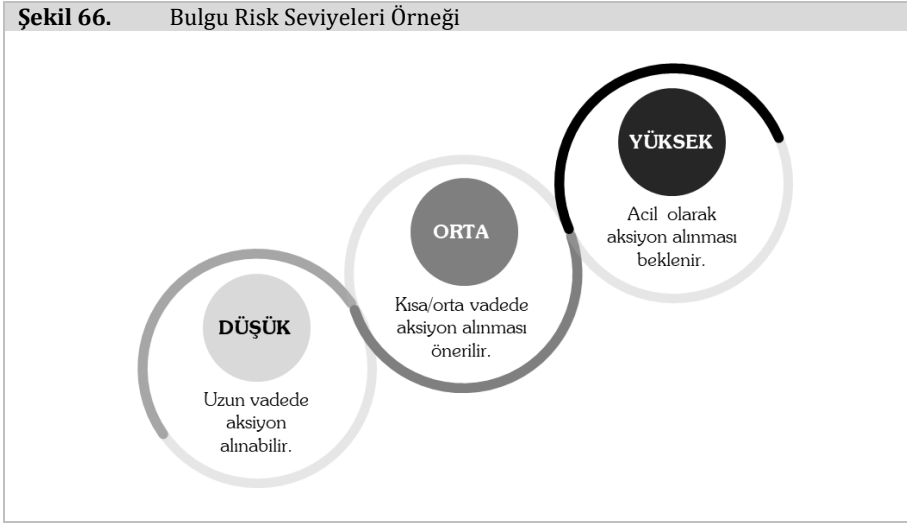 Şekil 66. Bulgu Risk Seviyeleri Örneği
YÜKSEK
Acil olarak
aksiyon alınması
beklenir.
ORTA
Kısa/orta vadede
aksiyon alınması
önerilir.
DÜŞÜK
Uzun vadede
aksiyon
alınabilir.